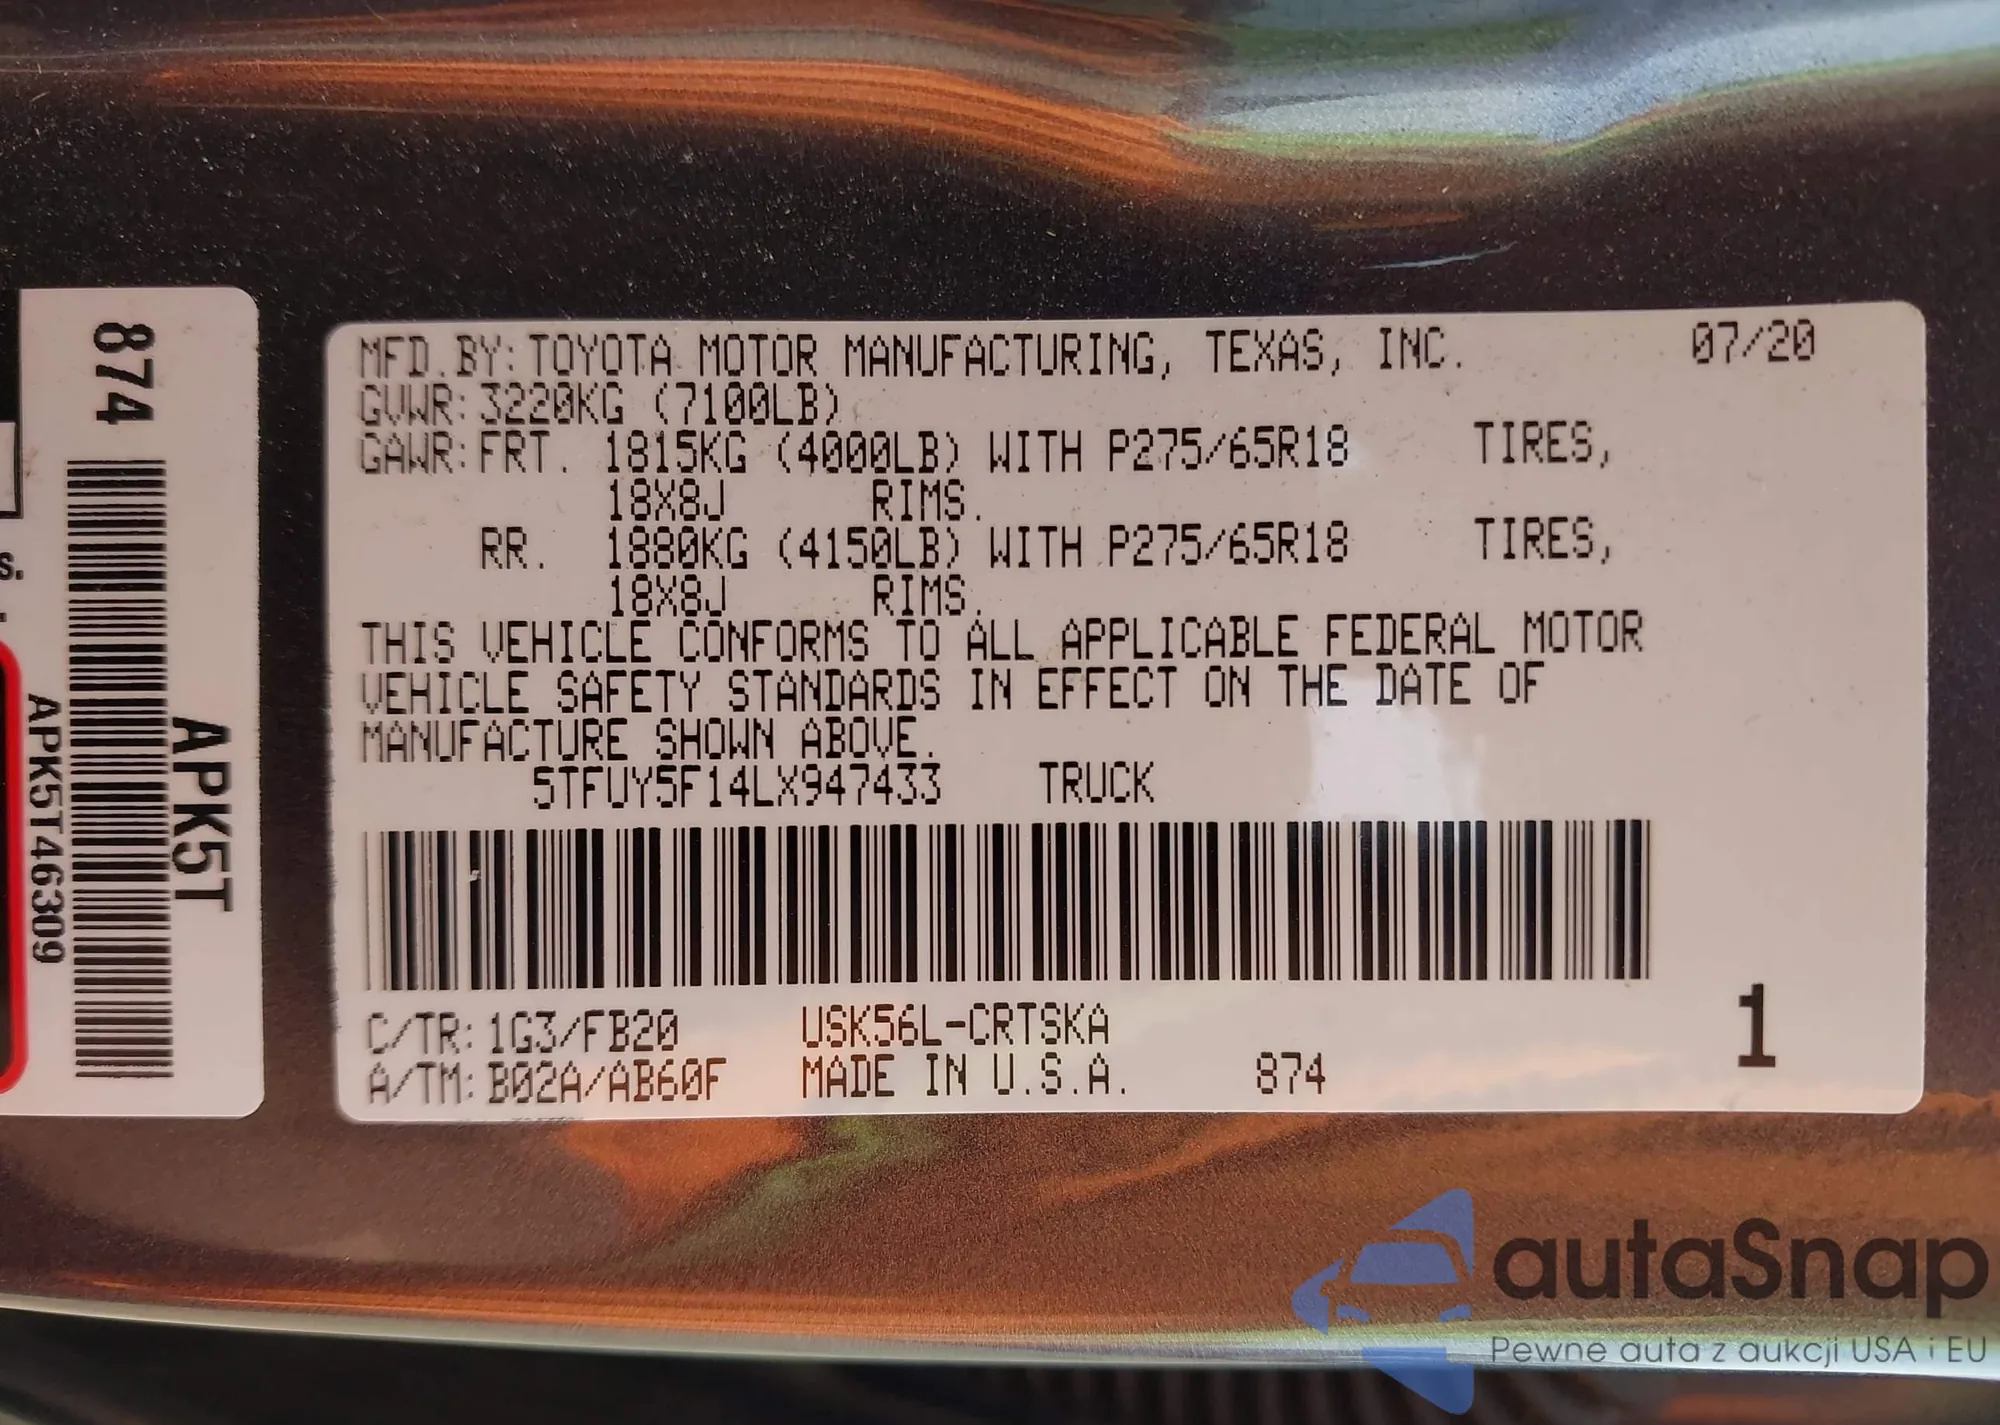 874
APK5T
APK5T46309
s.
MFD.BY:TOYOTA MOTOR MANUFACTURING, TEXAS, INC. 07/20
GVWR:3220KG (7100LB)
GAWR:FRT. 1815KG (4000LB) WITH P275/65R18 TIRES,
18X8J RIMS.
RR. 1880KG (4150LB) WITH P275/65R18 TIRES,
18X8J RIMS.
THIS VEHICLE CONFORMS TO ALL APPLICABLE FEDERAL MOTOR
VEHICLE SAFETY STANDARDS IN EFFECT ON THE DATE OF
MANUFACTURE SHOWN ABOVE.
5TFUY5F14LX947433 TRUCK
C/TR:1G3/FB20 USK56L-CRTSKA
A/TM:B02A/AB60F MADE IN U.S.A. 874
1
autaSnap
Pewne auta z aukcji USA i EU